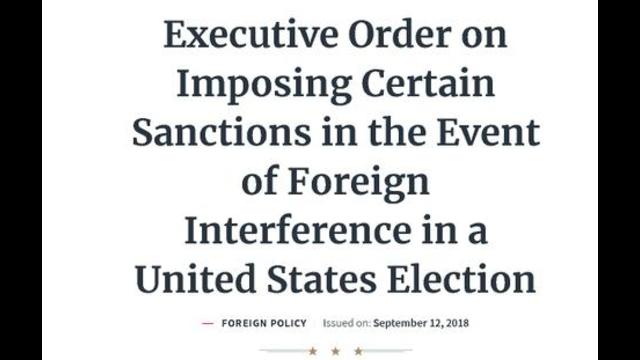 Executive Order on
Imposing Certain
Sanctions in the Event
of Foreign
Interference in a
United States Election
— FOREIGN POLICY | Issued on: September 12, 2018